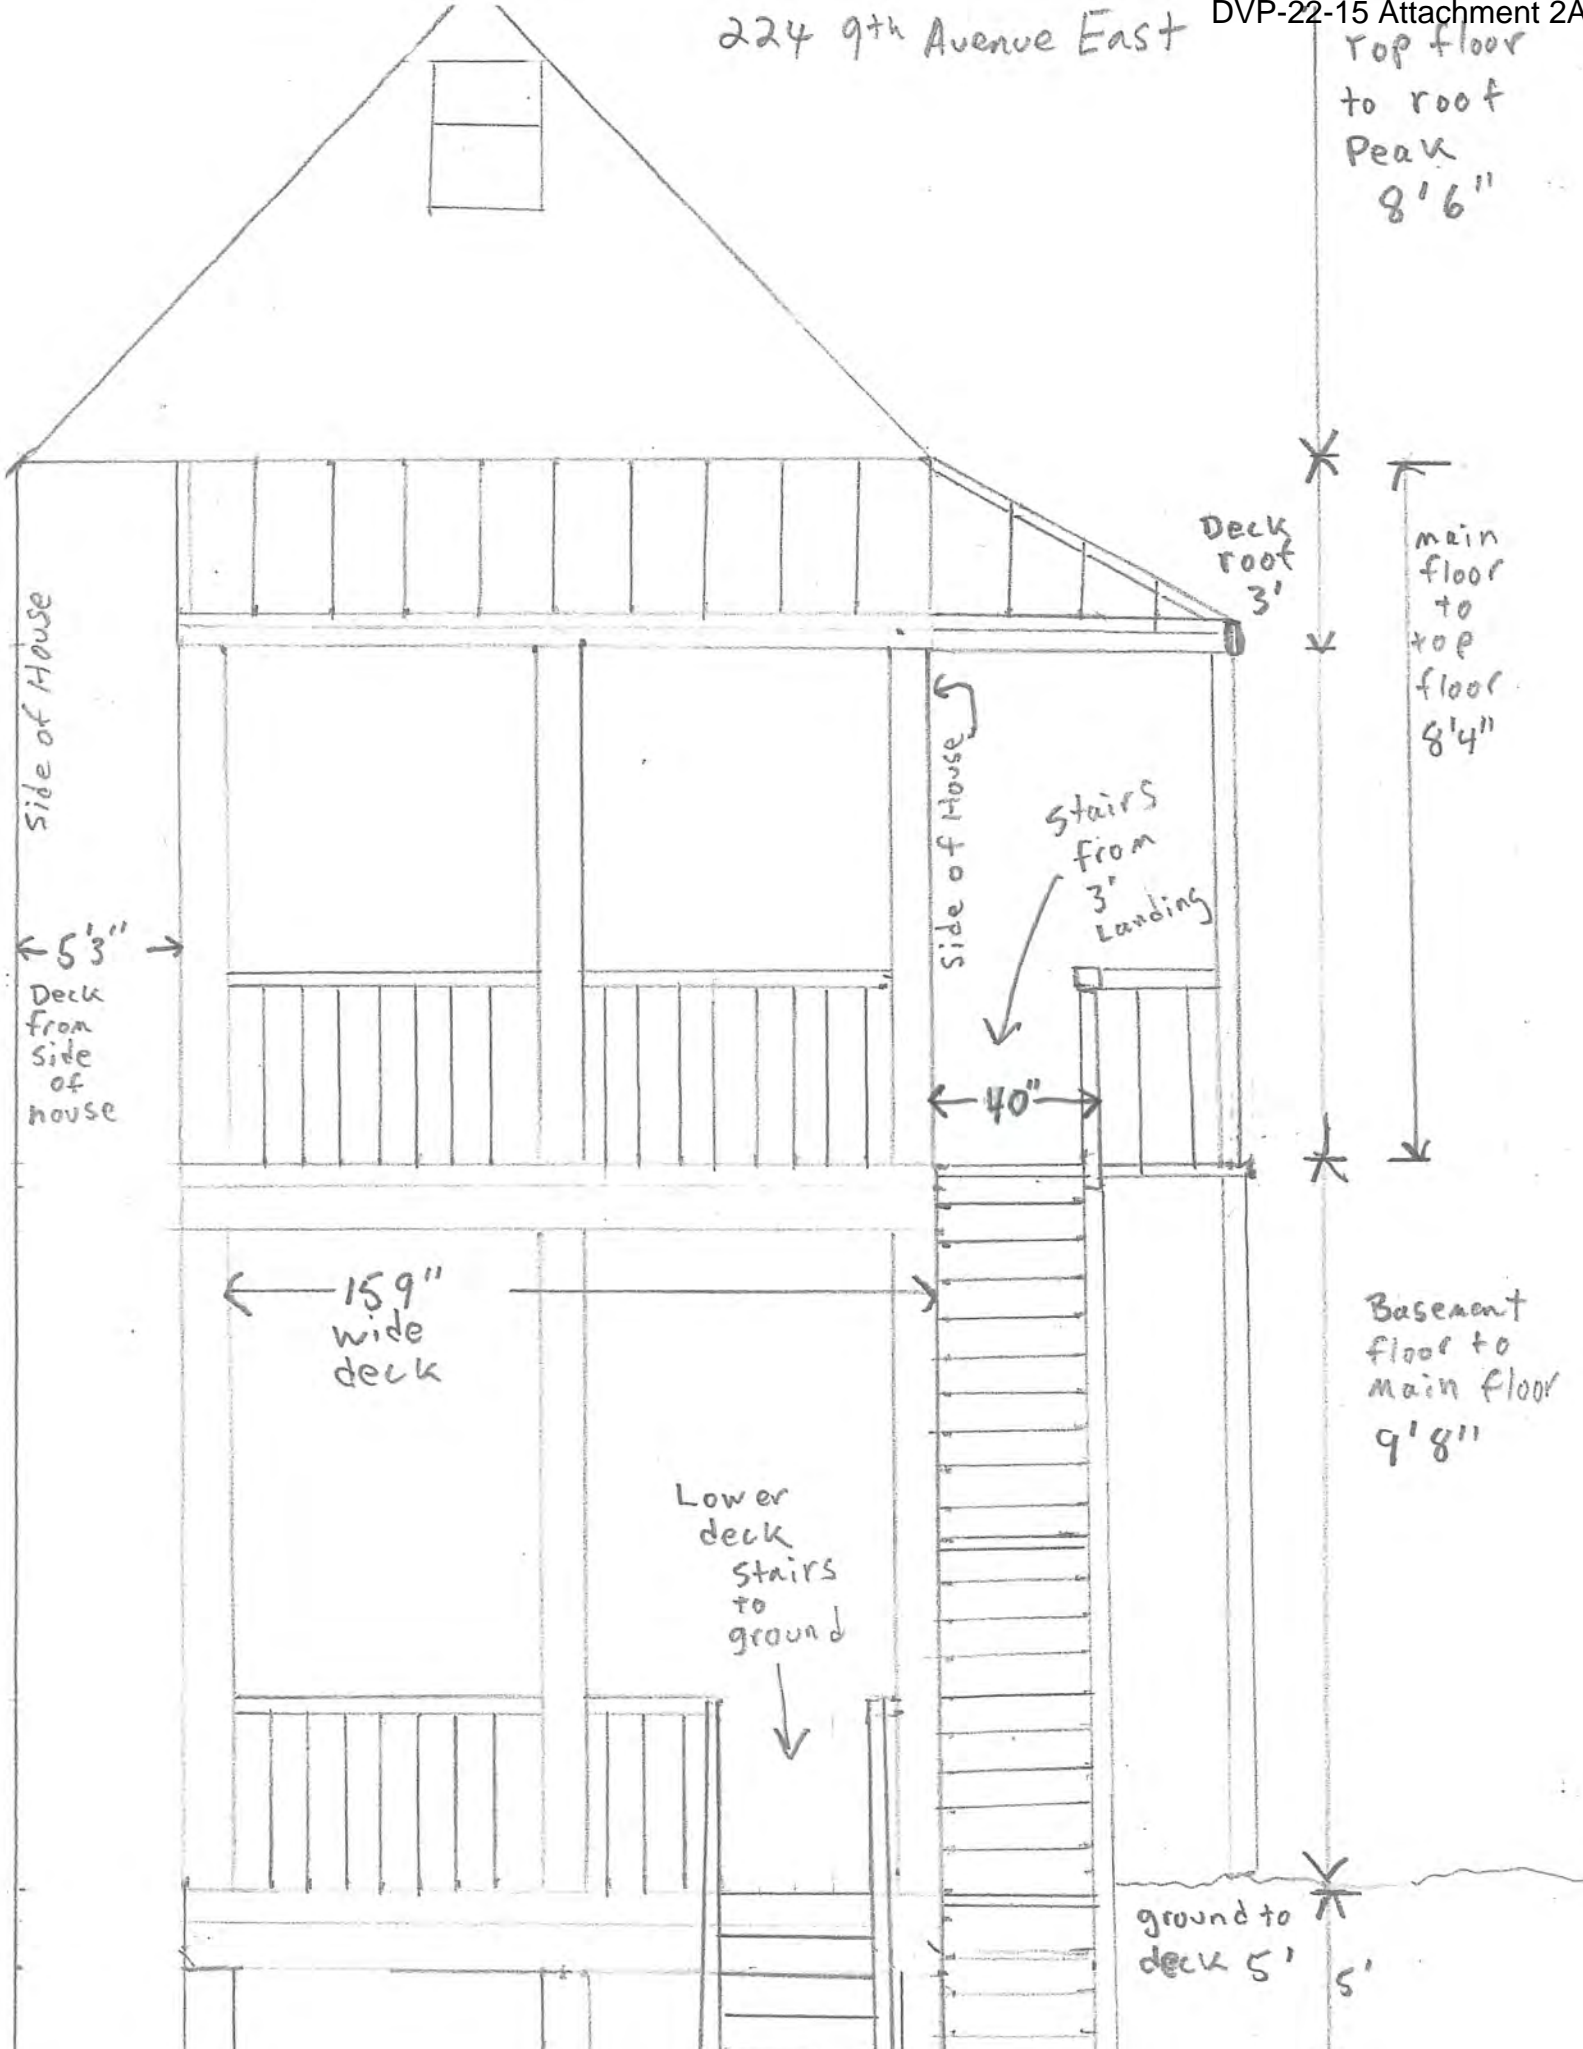 224 9th Avenue East
DVP-22-15 Attachment 2A
Top floor
to roof
Peak
8'6"
Deck
roof
3'
main
floor
to
top
floor
8'4"
Side of House
Side of House
Stairs
from
3'
Landing
5'3"
Deck
from
side
of
house
40"
159"
wide
deck
Basement
floor to
main floor
9'8"
Lower
deck
stairs
to
ground
ground to
deck 5'
5'